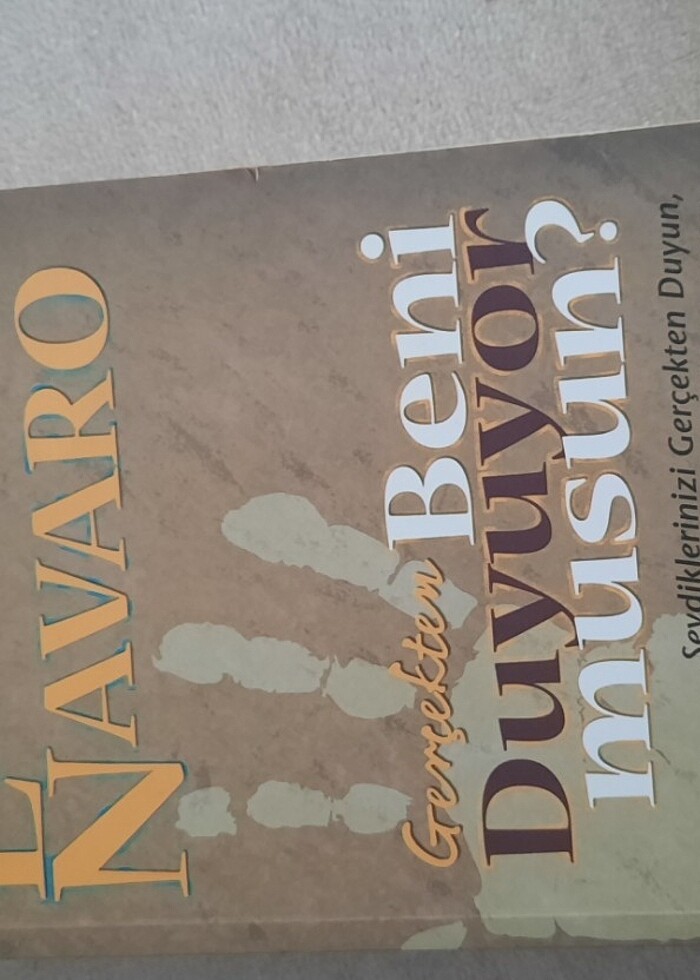 NAVARO
Gerçekten Beni
Duyuyor
musun?
Sevdiklerinizi Gerçekten Duyun,